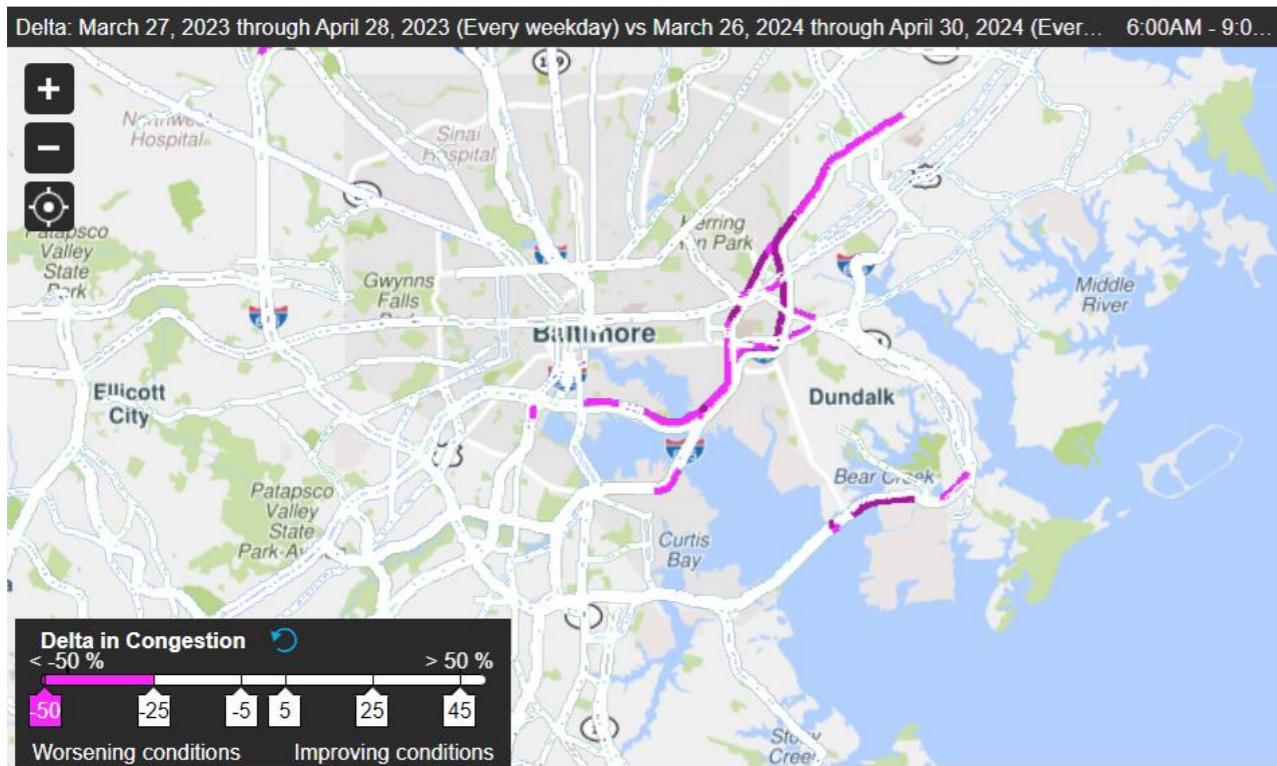 Delta: March 27, 2023 through April 28, 2023 (Every weekday) vs March 26, 2024 through April 30, 2024 (Ever... 6:00AM - 9:0...
+
Northwest
Hospital
Sinai
Hospital
−
Patapsco
Valley
State
Park
Herring
Run Park
Gwynns
Falls
Middle
River
Baltimore
Ellicott
City
Dundalk
Bear Creek
Patapsco
Valley
State
Curtis
Bay
Delta in Congestion
< -50 % > 50 %
-50 -25 -5 5 25 45
Worsening conditions Improving conditions
Stony
Creek